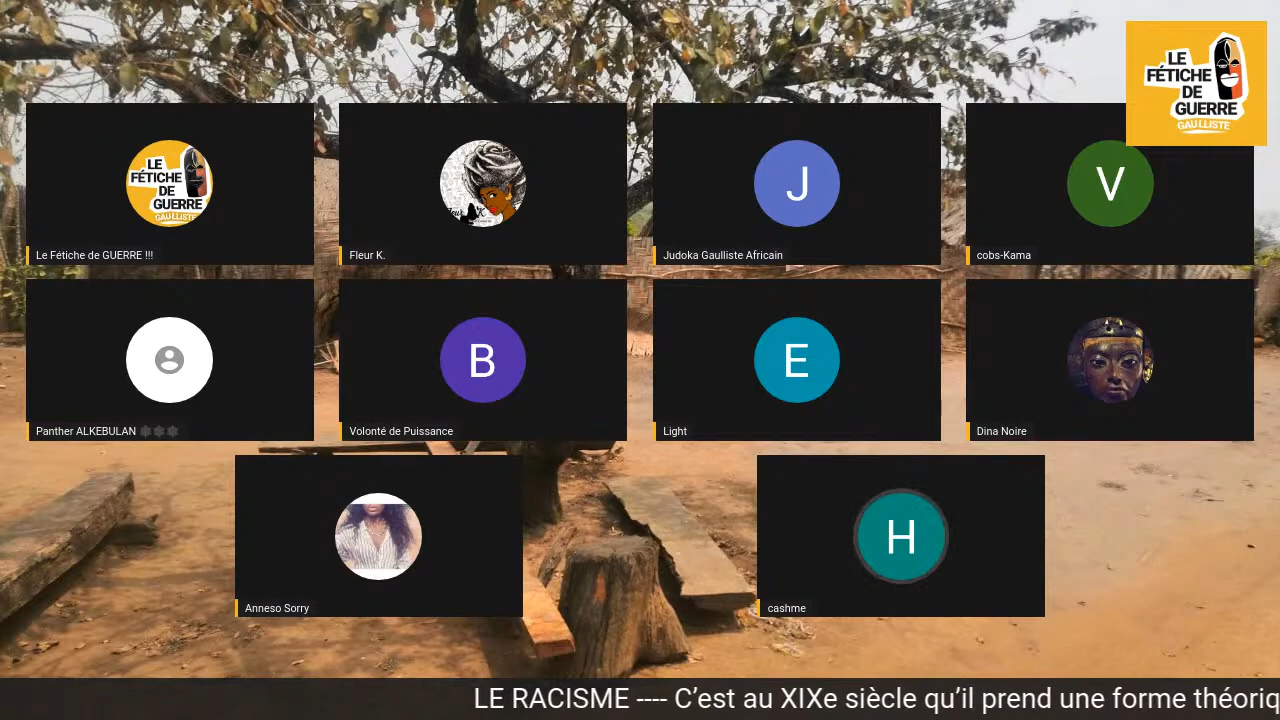 LE
FÉTICHE
DE
GUERRE
GAULLISTE
LE
FÉTICHE
DE
GUERRE
GAULLISTE
Le Fétiche de GUERRE !!!
Fleur K.
J
Judoka Gaulliste Africain
V
cobs-Kama
Panther ALKEBULAN
B
Volonté de Puissance
E
Light
Dina Noire
Anneso Sorry
H
cashme
LE RACISME ---- C’est au XIXe siècle qu’il prend une forme théoriq